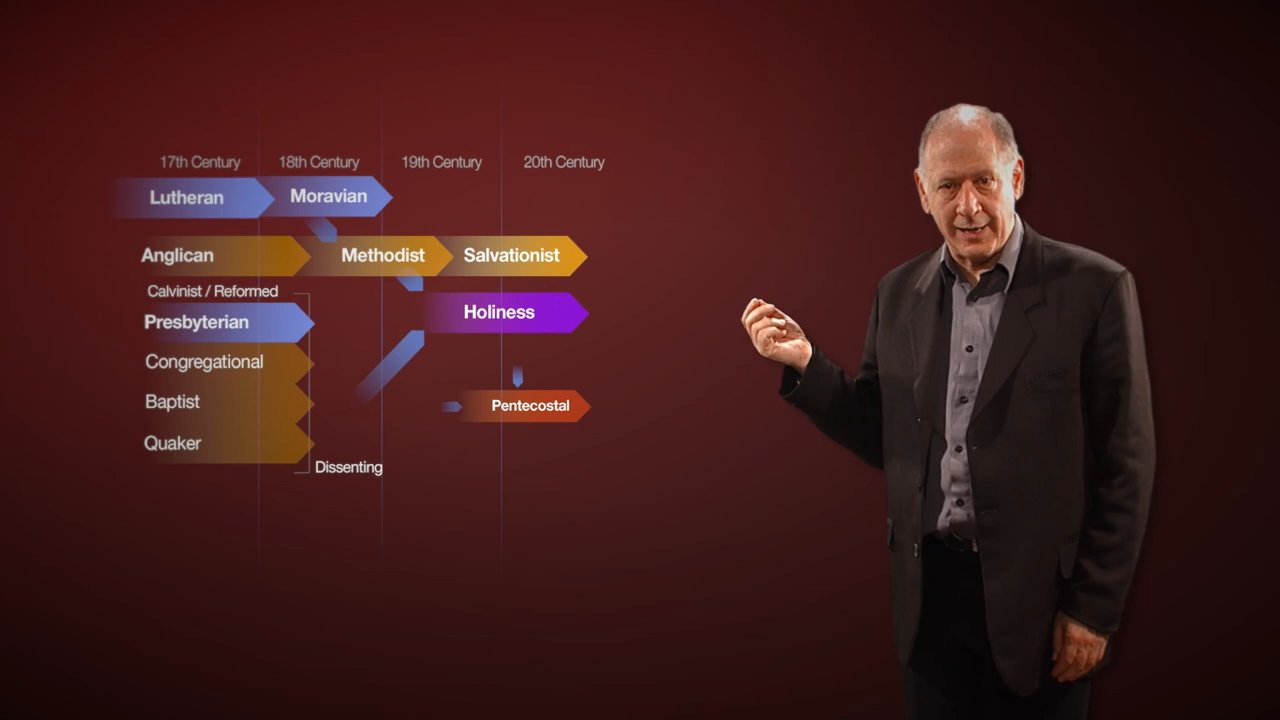 17th Century 18th Century 19th Century 20th Century
Lutheran Moravian
Anglican Methodist Salvationist
Calvinist / Reformed
Holiness
Presbyterian
Congregational
Baptist
Pentecostal
Quaker
Dissenting